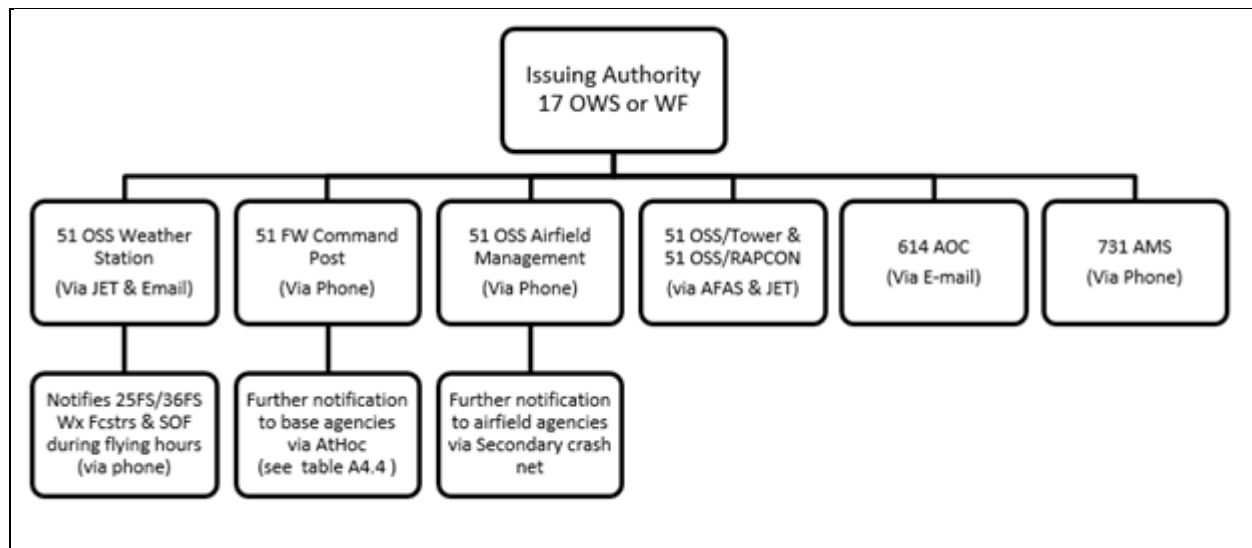 Issuing Authority
17 OWS or WF
51 OSS Weather
Station
(Via JET & Email)
51 FW Command
Post
(Via Phone)
51 OSS Airfield
Management
(Via Phone)
51 OSS/Tower &
51 OSS/RAPCON
(via AFAS & JET)
614 AOC
(Via E-mail)
731 AMS
(Via Phone)
Notifies 25FS/36FS
Wx Fcstrs & SOF
during flying hours
(via phone)
Further notification
to base agencies
via AtHoc
(see table A4.4 )
Further notification
to airfield agencies
via Secondary crash
net